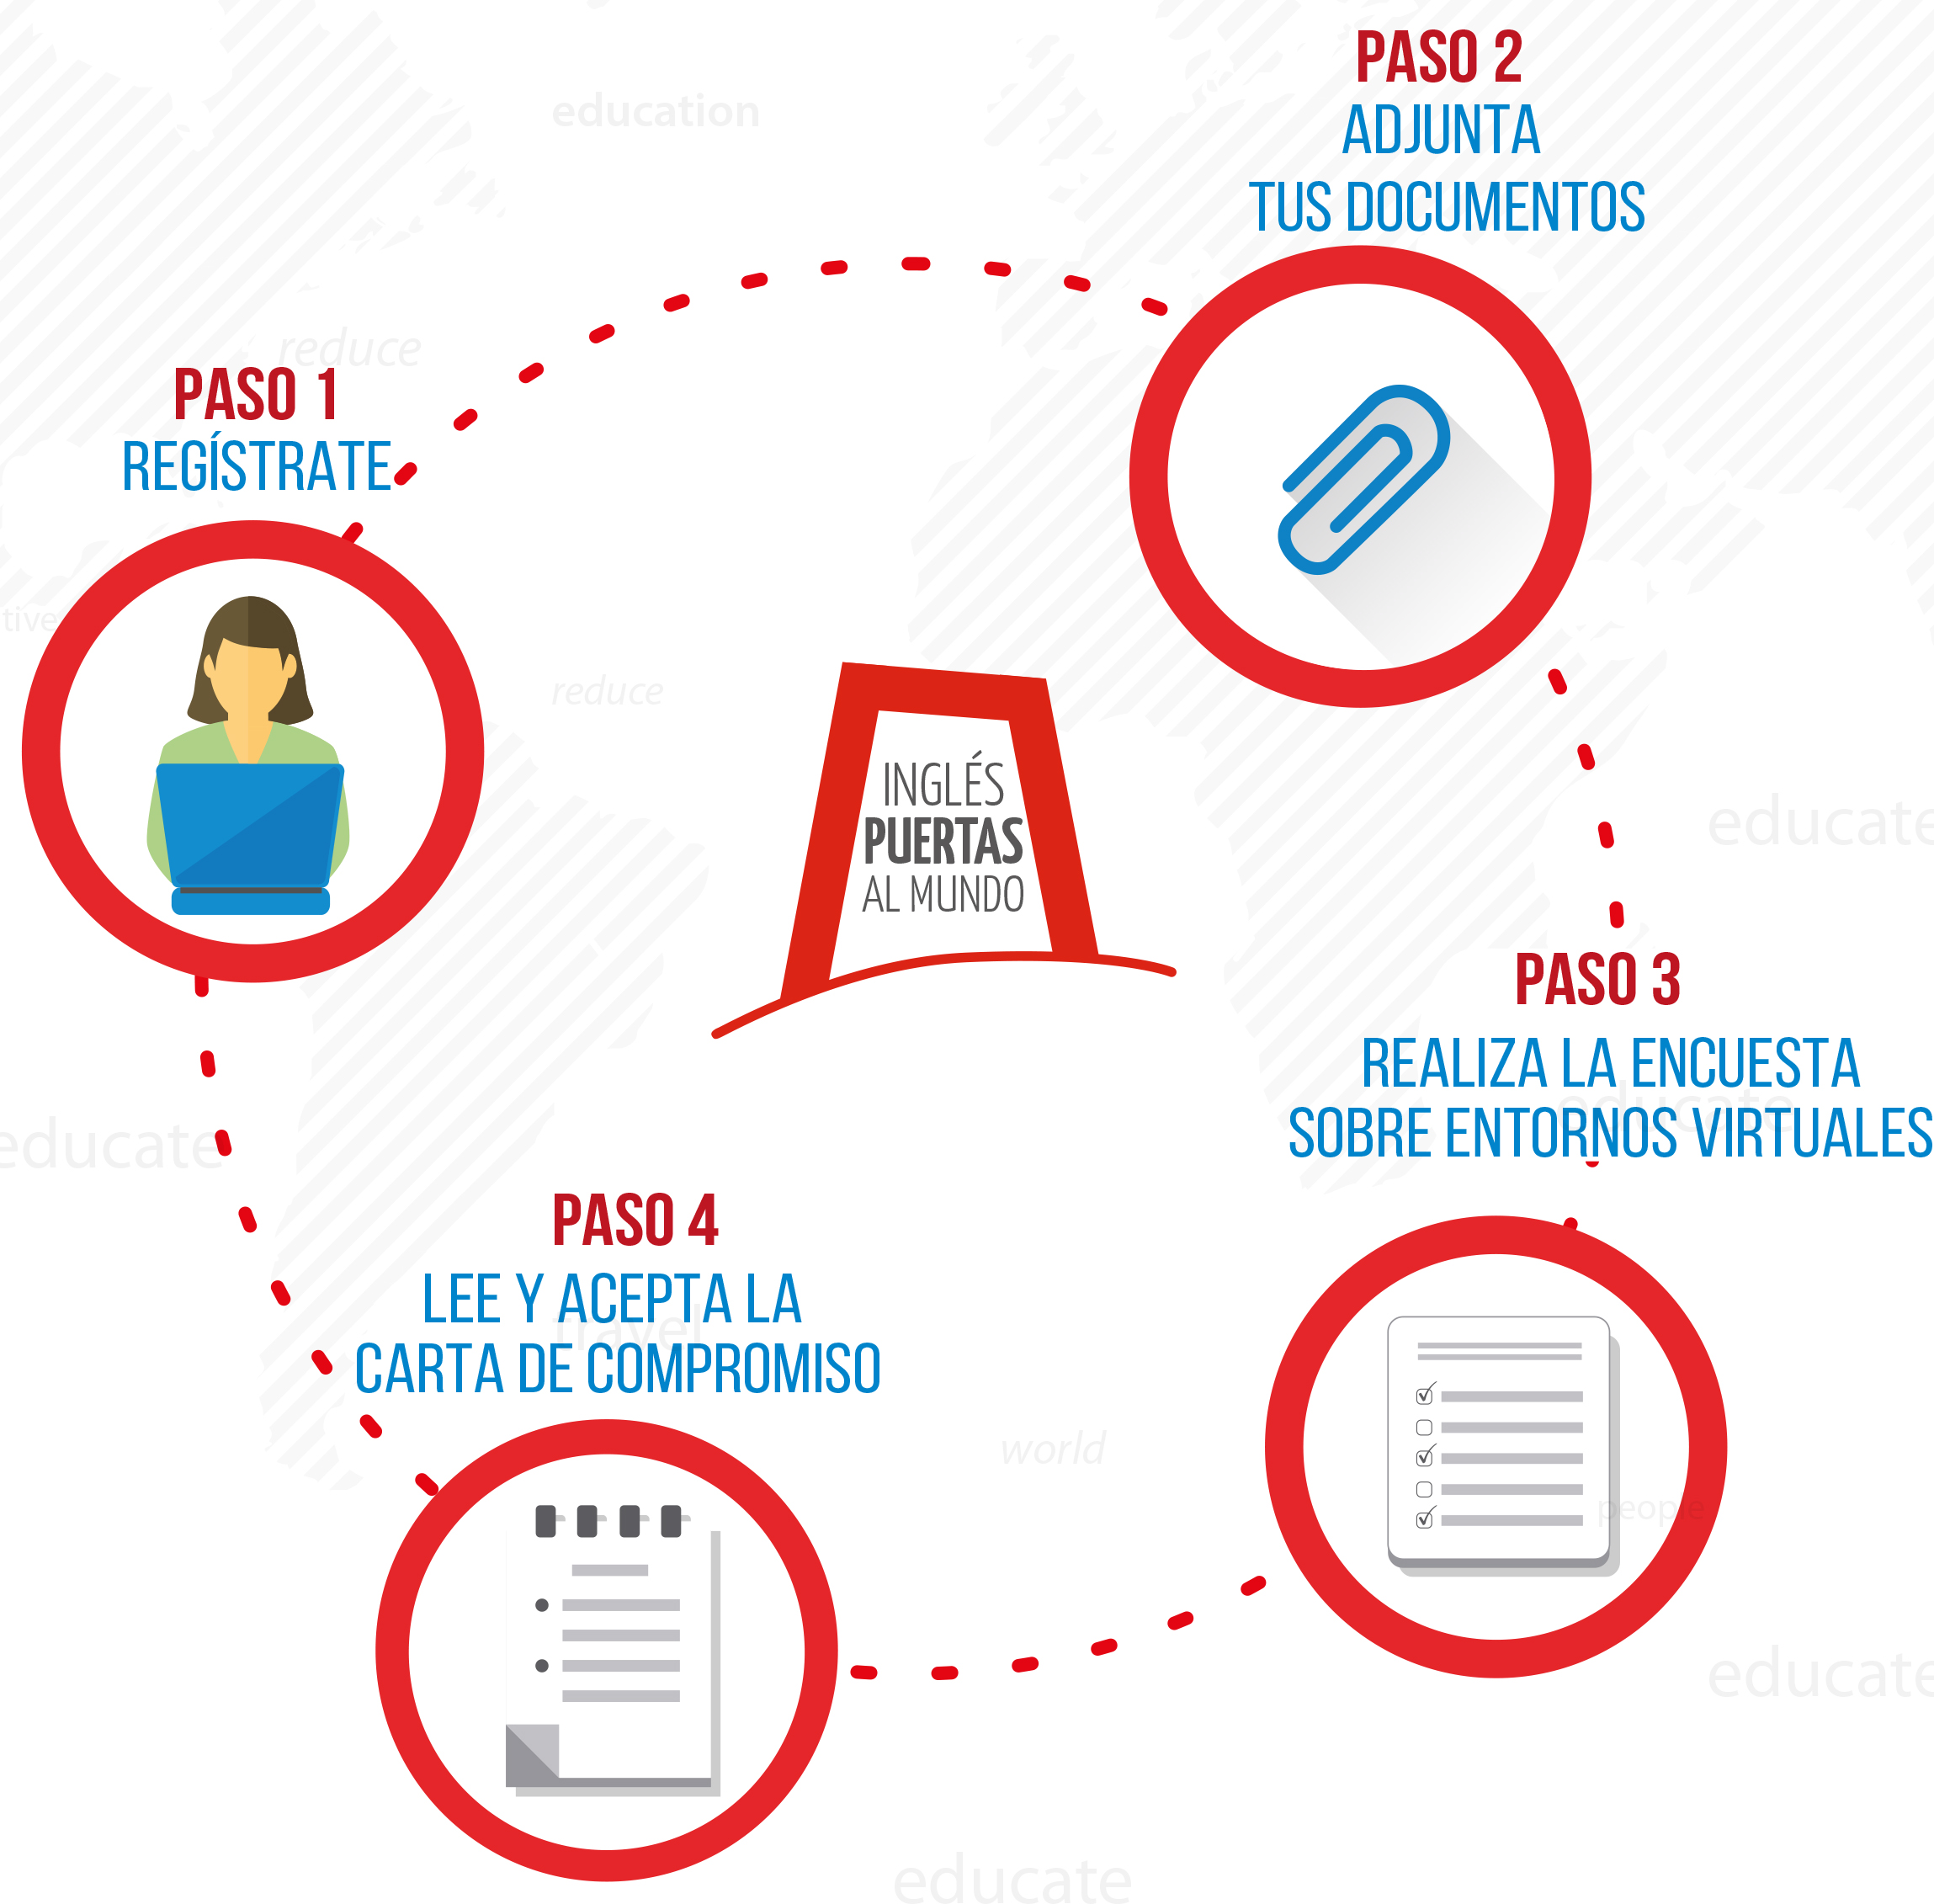 PASO 1
REGÍSTRATE
PASO 2
ADJUNTA
TUS DOCUMENTOS
INGLÉS
PUERTAS
AL MUNDO
PASO 3
REALIZA LA ENCUESTA
SOBRE ENTORNOS VIRTUALES
PASO 4
LEE Y ACEPTA LA
CARTA DE COMPROMISO
education
reduce
tive
reduce
educate
educate
educate
travel
world
people
educate
educate